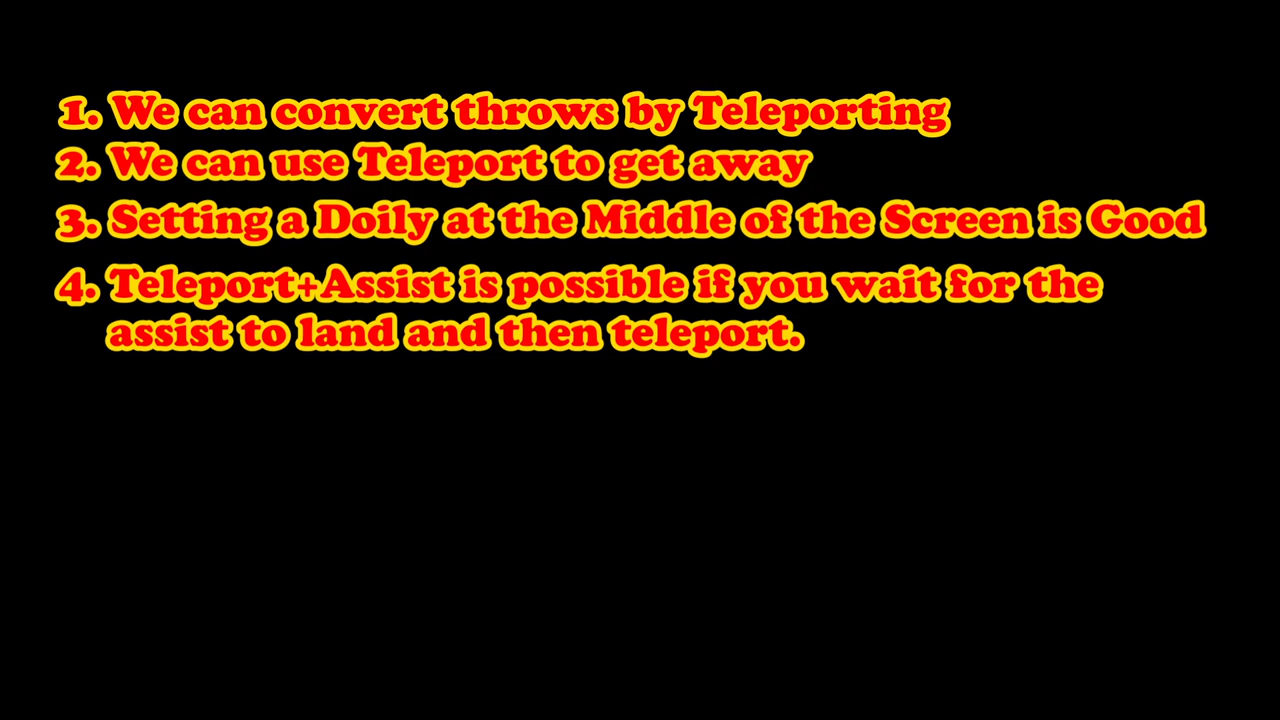 1. We can convert throws by Teleporting
2. We can use Teleport to get away
3. Setting a Doily at the Middle of the Screen is Good
4. Teleport+Assist is possible if you wait for the
assist to land and then teleport.